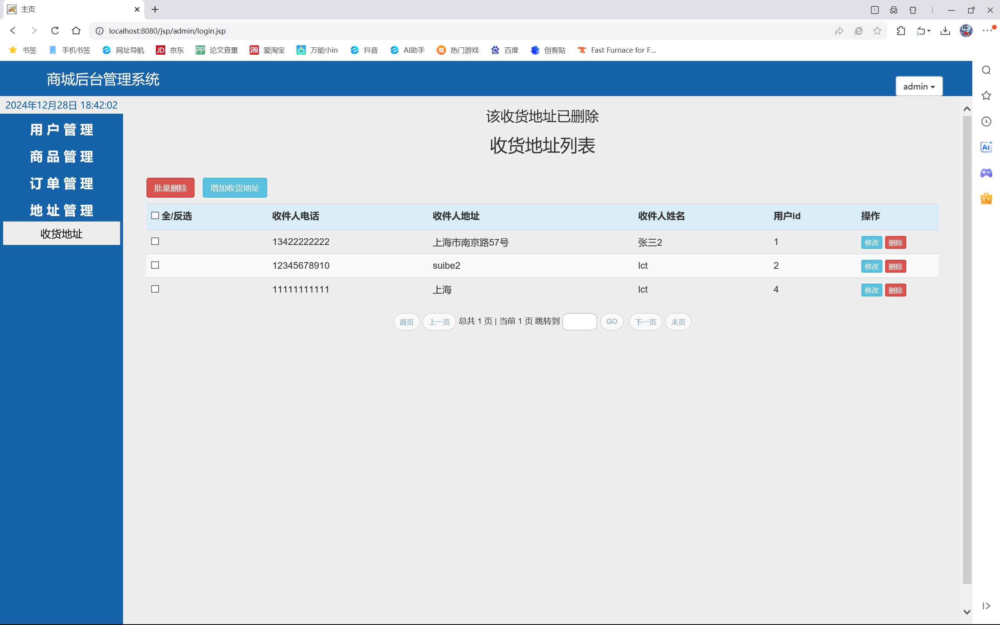 主页
localhost:8080/jsp/admin/login.jsp
书签 手机书签 网址导航 JD 京东 PP 论文查重 淘 爱淘宝 万能小in 抖音 AI助手 热门游戏 du 百度 创客贴 Fast Furnace for F...
商城后台管理系统
admin
2024年12月28日 18:42:02
用 户 管 理
商 品 管 理
订 单 管 理
地 址 管 理
收货地址
该收货地址已删除
收货地址列表
批量删除 增加收货地址
全/反选 收件人电话 收件人地址 收件人姓名 用户id 操作
13422222222 上海市南京路57号 张三2 1 修改 删除
12345678910 suibe2 lct 2 修改 删除
11111111111 上海 lct 4 修改 删除
首页 上一页 总共 1 页 | 当前 1 页 跳转到 GO 下一页 末页